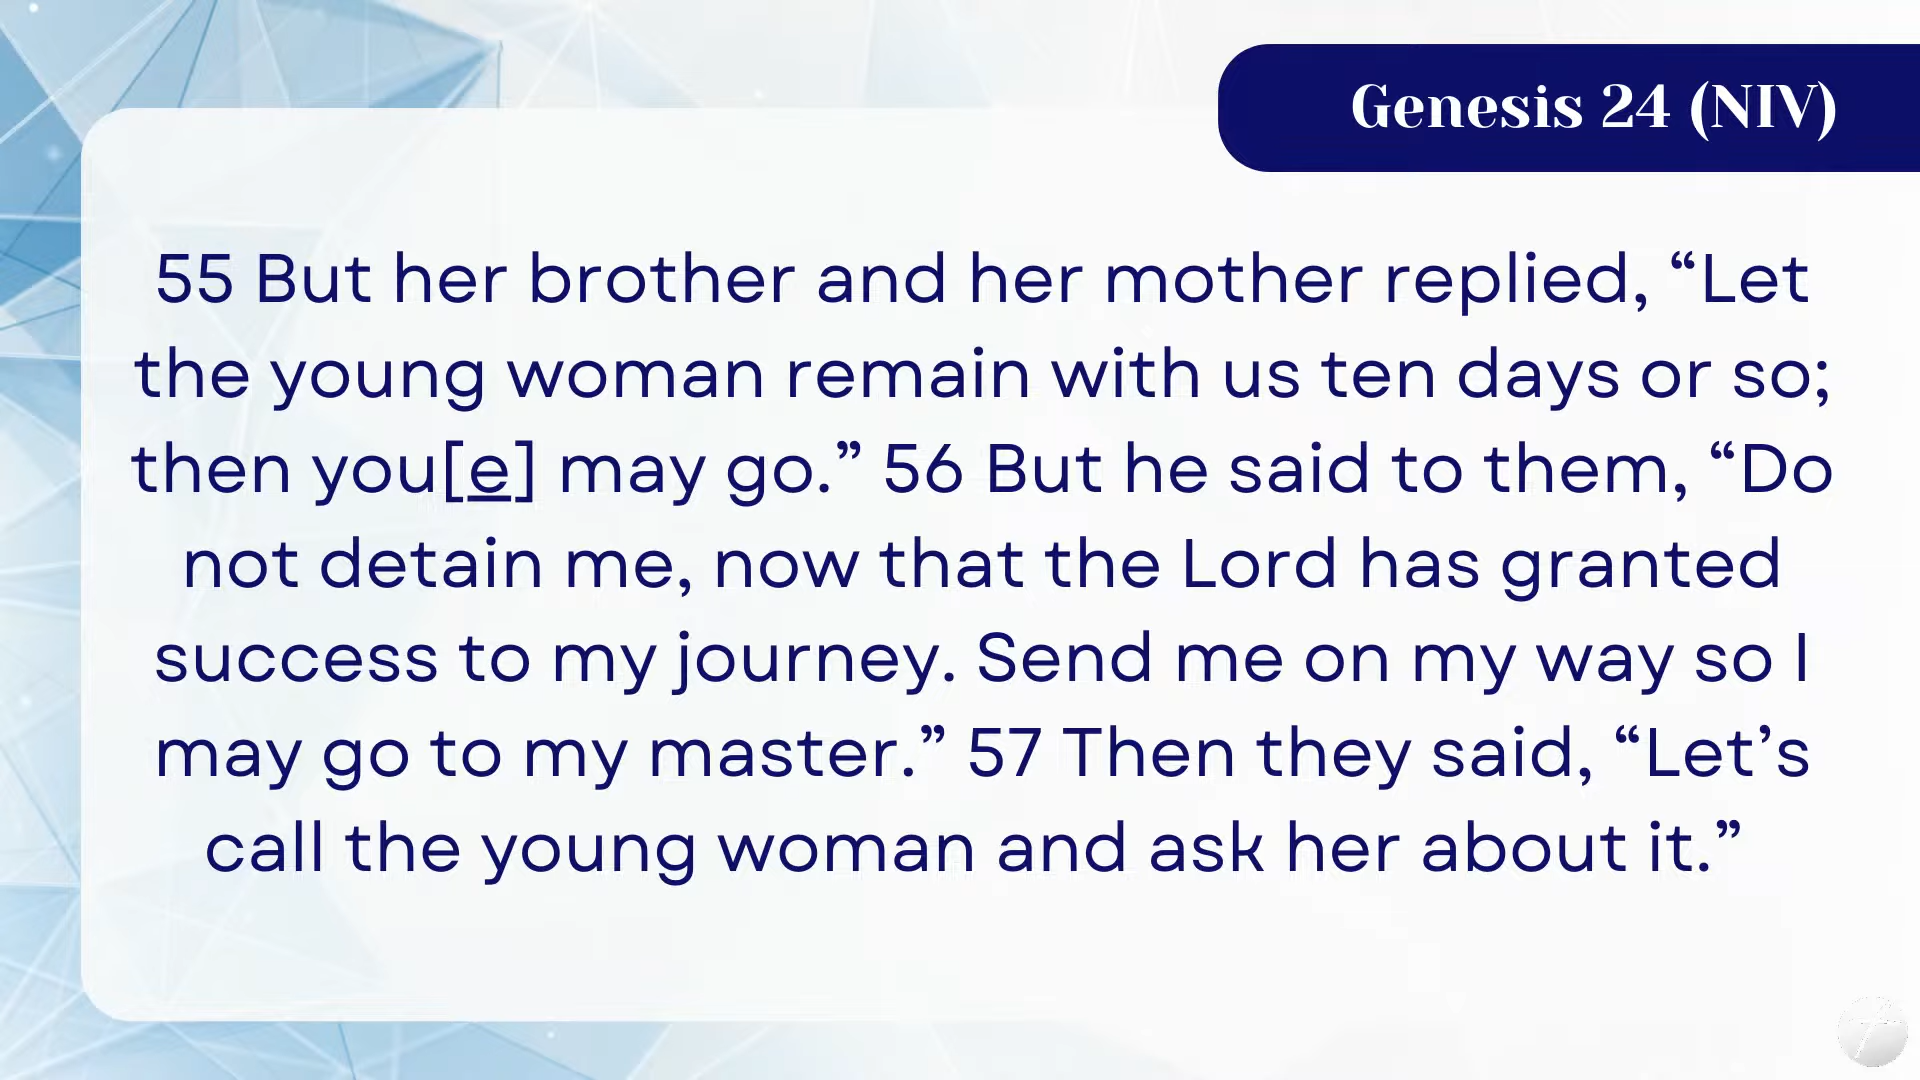 Genesis 24 (NIV)
55 But her brother and her mother replied, “Let
the young woman remain with us ten days or so;
then you[e] may go.” 56 But he said to them, “Do
not detain me, now that the Lord has granted
success to my journey. Send me on my way so I
may go to my master.” 57 Then they said, “Let’s
call the young woman and ask her about it.”